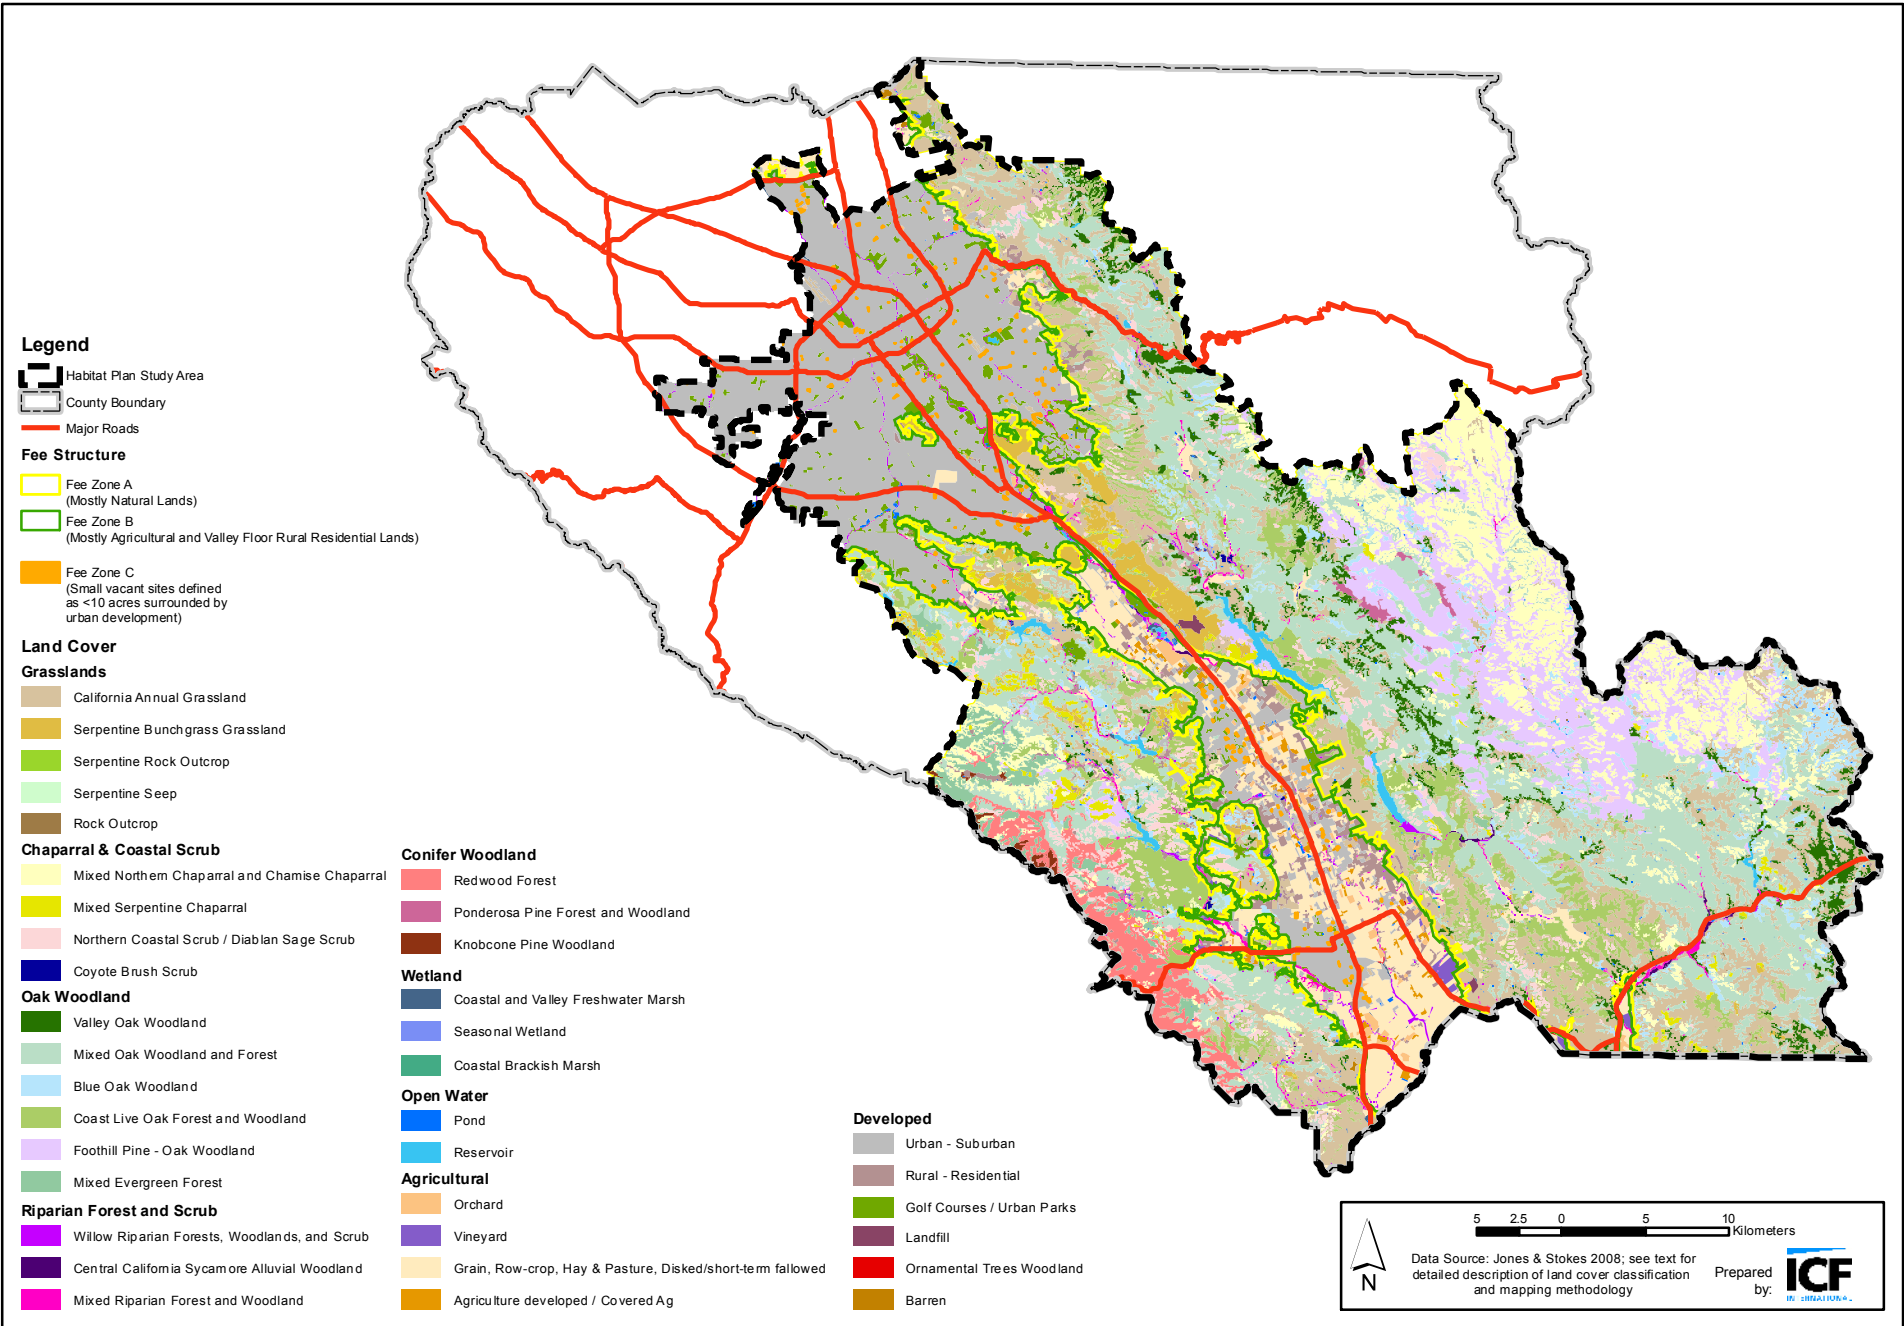 Legend
Habitat Plan Study Area
County Boundary
Major Roads
Fee Structure
Fee Zone A
(Mostly Natural Lands)
Fee Zone B
(Mostly Agricultural and Valley Floor Rural Residential Lands)
Fee Zone C
(Small vacant sites defined
as <10 acres surrounded by
urban development)
Land Cover
Grasslands
California Annual Grassland
Serpentine Bunchgrass Grassland
Serpentine Rock Outcrop
Serpentine Seep
Rock Outcrop
Chaparral & Coastal Scrub
Mixed Northern Chaparral and Chamise Chaparral
Mixed Serpentine Chaparral
Northern Coastal Scrub / Diablan Sage Scrub
Coyote Brush Scrub
Oak Woodland
Valley Oak Woodland
Mixed Oak Woodland and Forest
Blue Oak Woodland
Coast Live Oak Forest and Woodland
Foothill Pine - Oak Woodland
Mixed Evergreen Forest
Riparian Forest and Scrub
Willow Riparian Forests, Woodlands, and Scrub
Central California Sycamore Alluvial Woodland
Mixed Riparian Forest and Woodland
Conifer Woodland
Redwood Forest
Ponderosa Pine Forest and Woodland
Knobcone Pine Woodland
Wetland
Coastal and Valley Freshwater Marsh
Seasonal Wetland
Coastal Brackish Marsh
Open Water
Pond
Reservoir
Agricultural
Orchard
Vineyard
Grain, Row-crop, Hay & Pasture, Disked/short-term fallowed
Agriculture developed / Covered Ag
Developed
Urban - Suburban
Rural - Residential
Golf Courses / Urban Parks
Landfill
Ornamental Trees Woodland
Barren
N
5 2.5 0 5 10
Kilometers
Data Source: Jones & Stokes 2008; see text for
detailed description of land cover classification
and mapping methodology
Prepared
by:
ICF
INTERNATIONAL